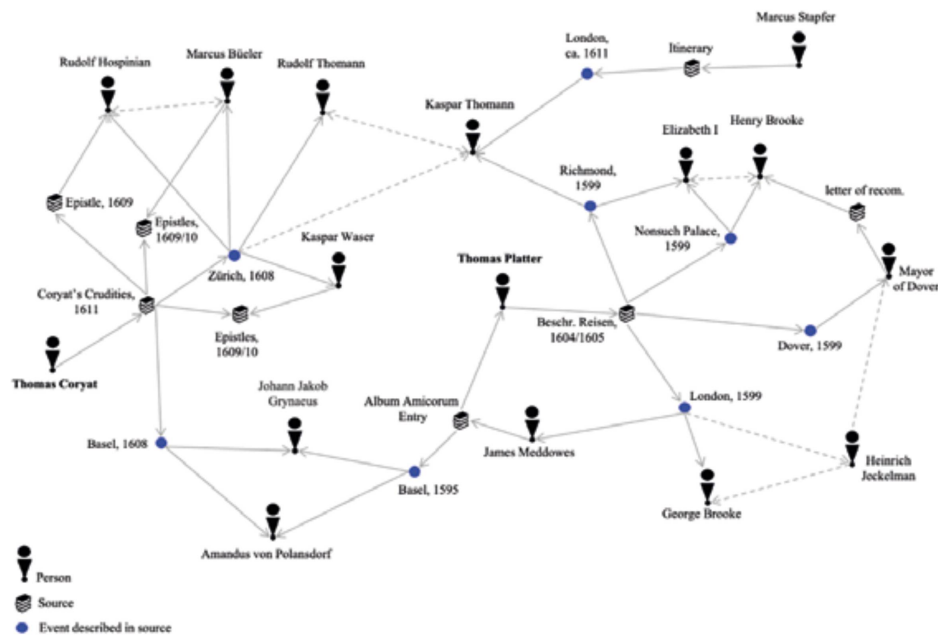 Marcus Stapfer
London,
ca. 1611
Itinerary
Marcus Büeler
Rudolf Hospinian
Rudolf Thomann
Kaspar Thomann
Henry Brooke
Elizabeth I
Richmond,
1599
letter of recom.
Epistle, 1609
Epistles,
1609/10
Nonsuch Palace,
1599
Kaspar Waser
Thomas Platter
Zürich, 1608
Mayor
of Dover
Coryat's Crudities,
1611
Beschr. Reisen,
1604/1605
Epistles,
1609/10
Dover, 1599
Thomas Coryat
Johann Jakob
Grynaeus
Album Amicorum
Entry
London, 1599
Basel, 1608
James Meddowes
Heinrich
Jeckelman
Basel, 1595
George Brooke
Amandus von Polansdorf
Person
Source
Event described in source